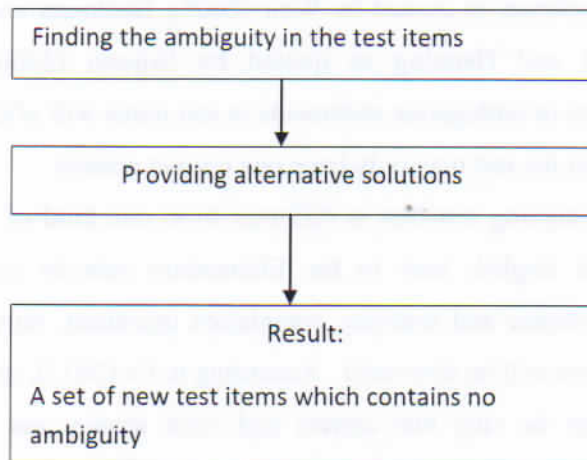 Finding the ambiguity in the test items
Providing alternative solutions
Result:
A set of new test items which contains no
ambiguity